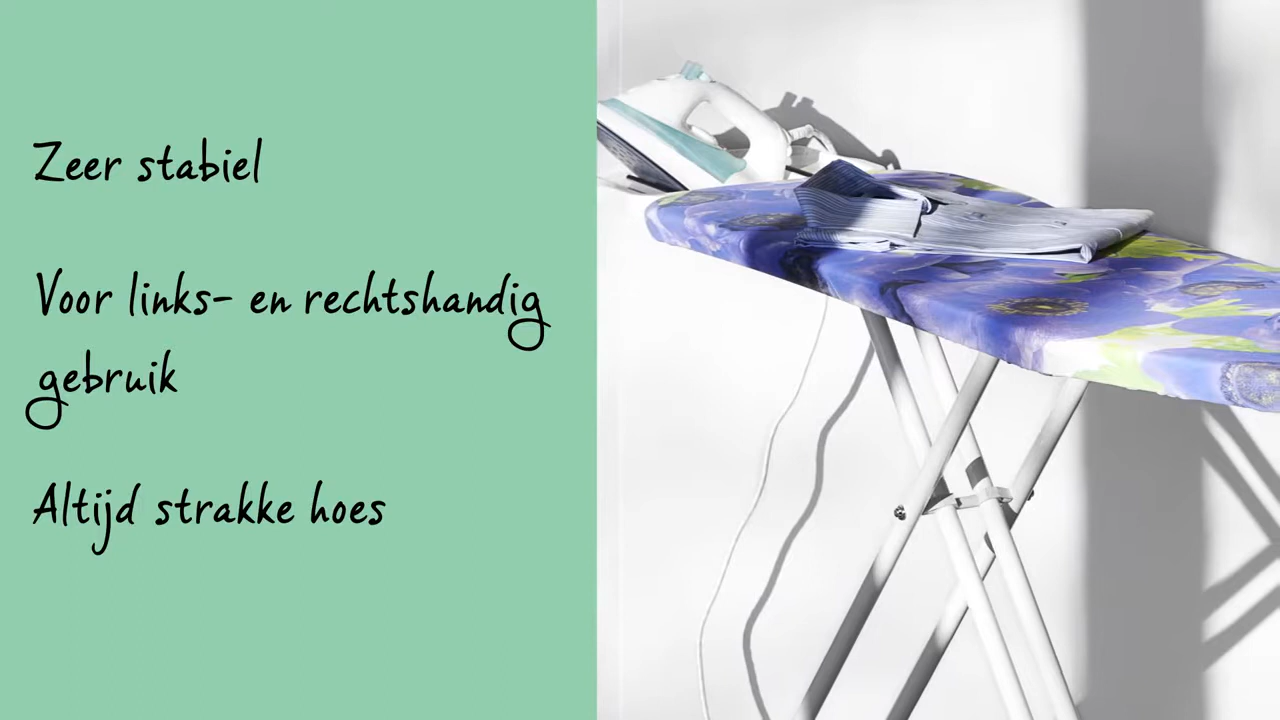 Zeer stabiel
Voor links- en rechtshandig
gebruik
Altijd strakke hoes